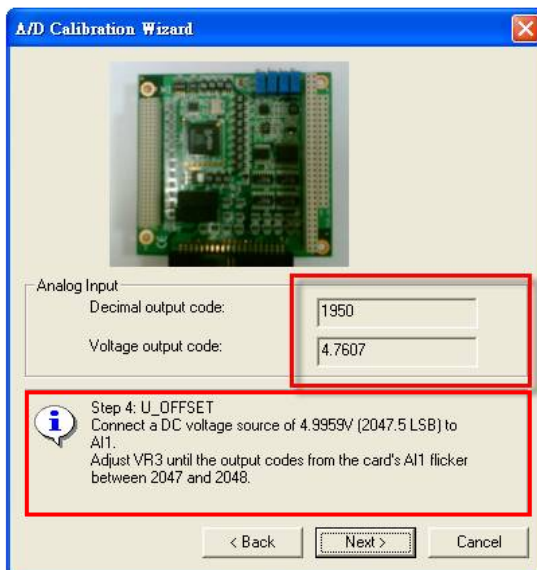 A/D Calibration Wizard
Analog Input
Decimal output code:
1950
Voltage output code:
4.7607
Step 4: U_OFFSET
Connect a DC voltage source of 4.9959V (2047.5 LSB) to
AI1.
Adjust VR3 until the output codes from the card's AI1 flicker
between 2047 and 2048.
< Back
Next >
Cancel